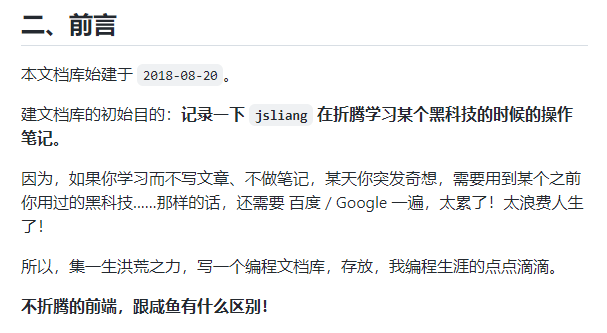 二、前言
本文档库始建于 2018-08-20 。
建文档库的初始目的：记录一下 jsliang 在折腾学习某个黑科技的时候的操作
笔记。
因为，如果你学习而不写文章、不做笔记，某天你突发奇想，需要用到某个之前
你用过的黑科技……那样的话，还需要 百度 / Google 一遍，太累了！太浪费人生
了！
所以，集一生洪荒之力，写一个编程文档库，存放，我编程生涯的点点滴滴。
不折腾的前端，跟咸鱼有什么区别！